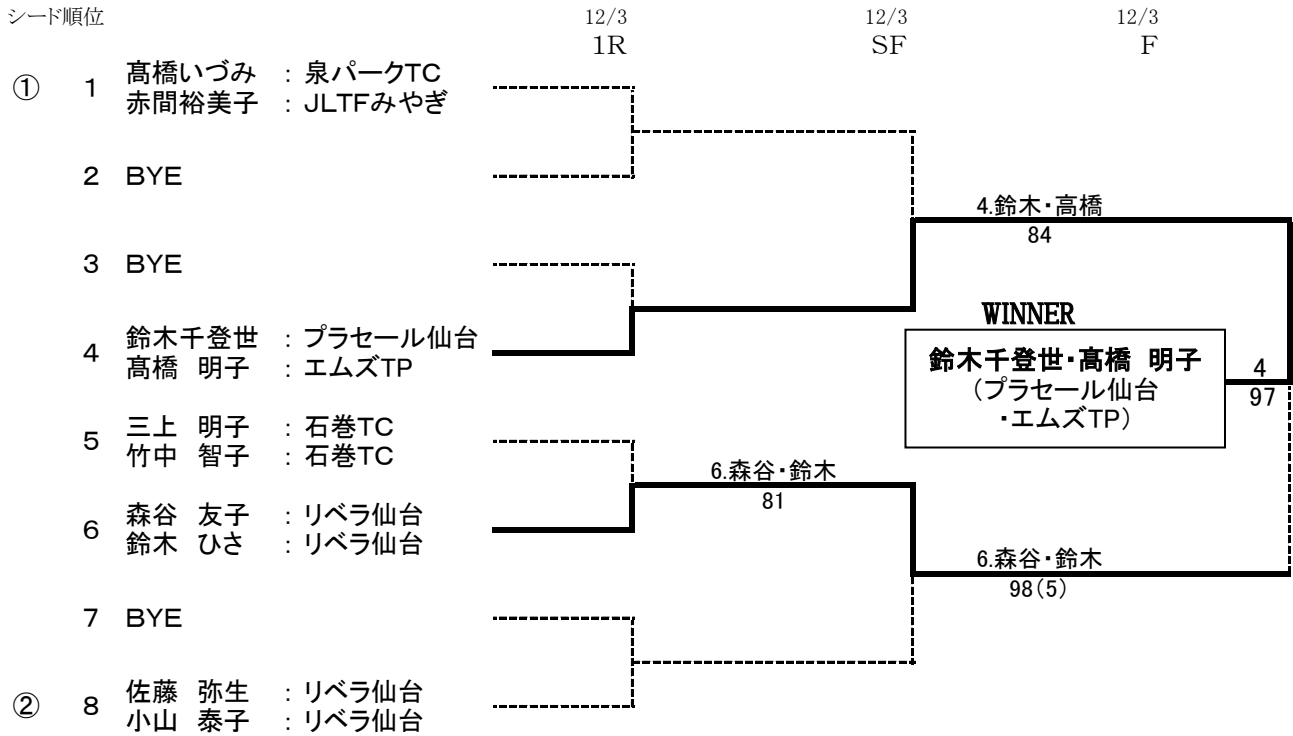 シード順位 12/3 12/3 12/3
1R SF F
① 1 髙橋いづみ : 泉パークTC
赤間裕美子 : JLTFみやぎ
2 BYE
4.鈴木・高橋
84
3 BYE
WINNER
4 鈴木千登世 : プラセール仙台
髙橋 明子 : エムズTP
鈴木千登世・髙橋 明子
(プラセール仙台
・エムズTP)
4
97
5 三上 明子 : 石巻TC
竹中 智子 : 石巻TC
6.森谷・鈴木
81
6 森谷 友子 : リベラ仙台
鈴木 ひさ : リベラ仙台
6.森谷・鈴木
98(5)
7 BYE
② 8 佐藤 弥生 : リベラ仙台
小山 泰子 : リベラ仙台